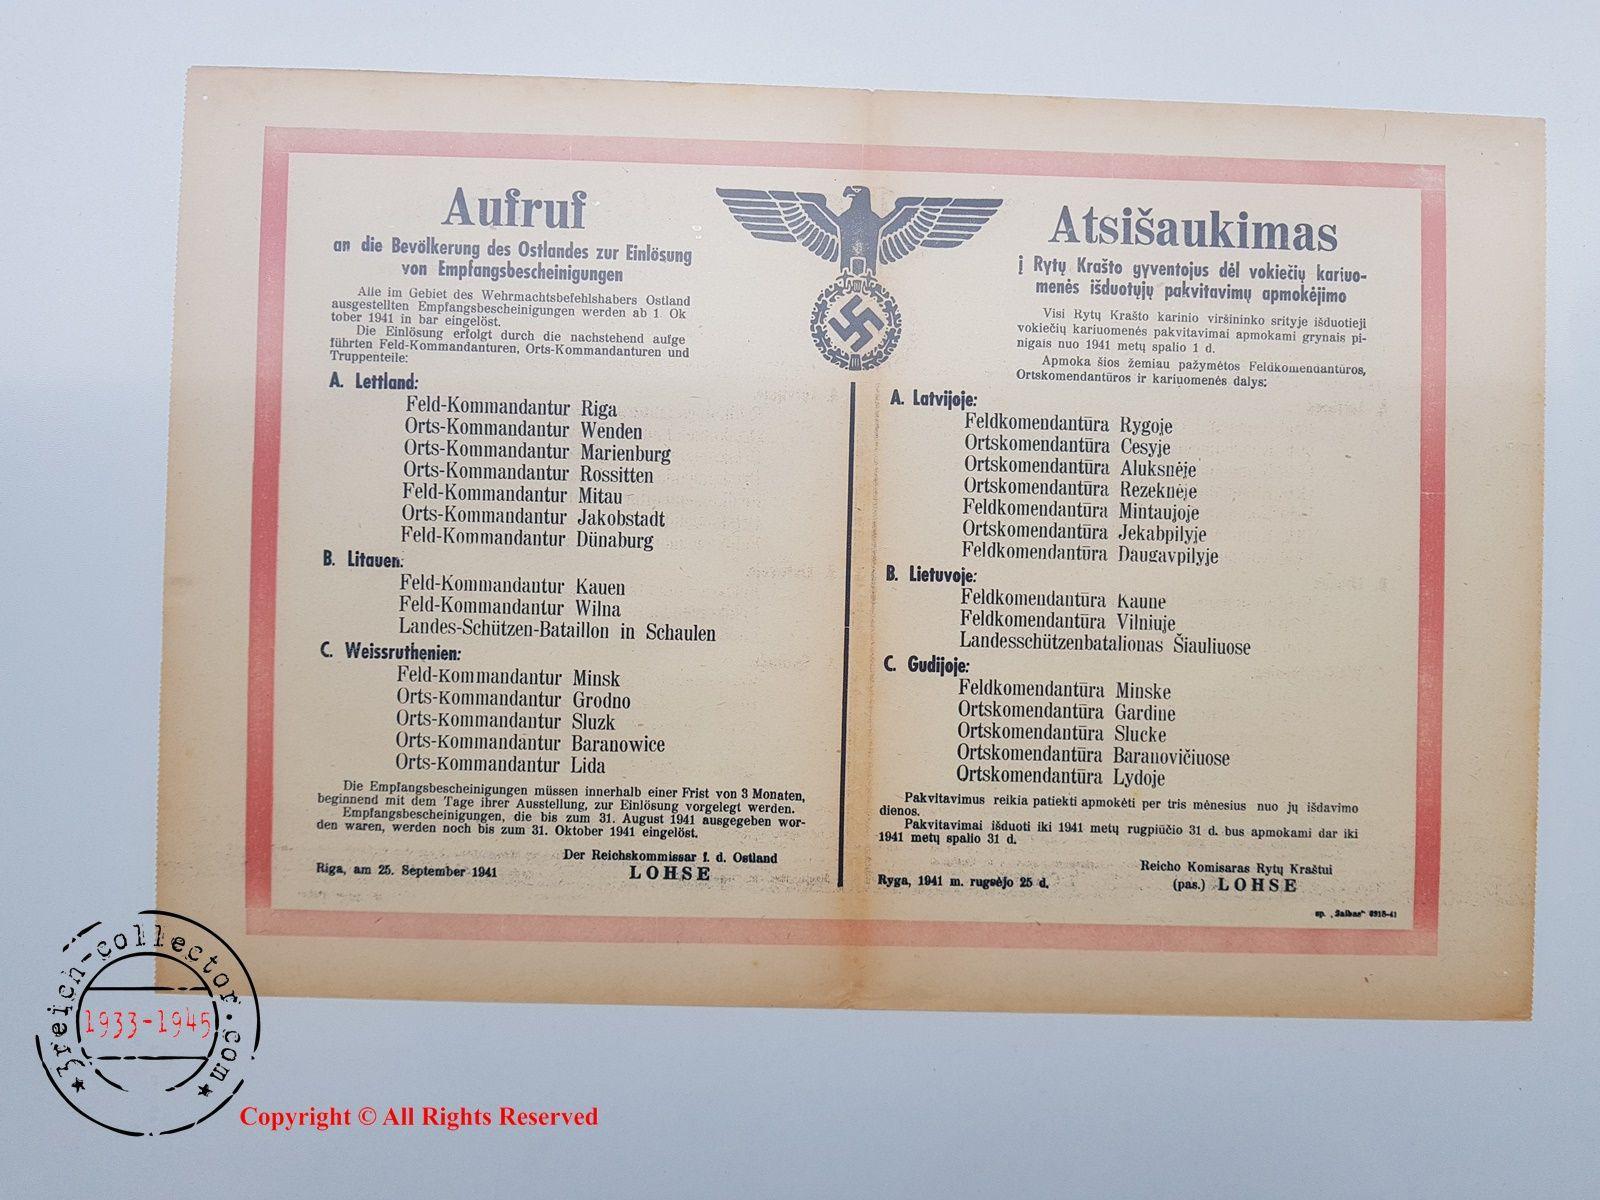 Aufruf
an die Bevölkerung des Ostlandes zur Einlösung
von Empfangsbescheinigungen
Alle im Gebiet des Wehrmachtsbefehlshabers Ostland
ausgestellten Empfangsbescheinigungen werden ab 1. Ok
tober 1941 in bar eingelöst.
Die Einlösung erfolgt durch die nachstehend aufge
führten Feld-Kommandanturen, Orts-Kommandanturen und
Truppenteile:
A. Lettland:
Feld-Kommandantur Riga
Orts-Kommandantur Wenden
Orts-Kommandantur Marienburg
Orts-Kommandantur Rossitten
Feld-Kommandantur Mitau
Orts-Kommandantur Jakobstadt
Feld-Kommandantur Dünaburg
B. Litauen:
Feld-Kommandantur Kauen
Feld-Kommandantur Wilna
Landes-Schützen-Bataillon in Schaulen
C. Weissruthenien:
Feld-Kommandantur Minsk
Orts-Kommandantur Grodno
Orts-Kommandantur Sluzk
Orts-Kommandantur Baranowice
Orts-Kommandantur Lida
Die Empfangsbescheinigungen müssen innerhalb einer Frist von 3 Monaten,
beginnend mit dem Tage ihrer Ausstellung, zur Einlösung vorgelegt werden.
Empfangsbescheinigungen, die bis zum 31. August 1941 ausgegeben wor-
den waren, werden noch bis zum 31. Oktober 1941 eingelöst.
Der Reichskommissar f. d. Ostland
Riga, am 25. September 1941
LOHSE
Atsišaukimas
į Rytų Krašto gyventojus dėl vokiečių kariuo-
menės išduotųjų pakvitavimų apmokėjimo
Visi Rytų Krašto karinio viršininko srityje išduotieji
vokiečių kariuomenės pakvitavimai apmokami grynais pi-
nigais nuo 1941 metų spalio 1 d.
Apmoka šios žemiau pažymėtos Feldkomendantūros,
Ortskomendantūros ir kariuomenės dalys:
A. Latvijoje:
Feldkomendantūra Rygoje
Ortskomendantūra Cesyje
Ortskomendantūra Aluksnėje
Ortskomendantūra Rezeknėje
Feldkomendantūra Mintaujoje
Ortskomendantūra Jekabpilyje
Feldkomendantūra Daugavpilyje
B. Lietuvoje:
Feldkomendantūra Kaune
Feldkomendantūra Vilniuje
Landesschützenbatalionas Šiauliuose
C. Gudijoje:
Feldkomendantūra Minske
Ortskomendantūra Gardine
Ortskomendantūra Slucke
Ortskomendantūra Baranovičiuose
Ortskomendantūra Lydoje
Pakvitavimus reikia patiekti apmokėti per tris mėnesius nuo jų išdavimo
dienos.
Pakvitavimai išduoti iki 1941 metų rugpiūčio 31 d. bus apmokami dar iki
1941 metų spalio 31 d.
Reicho Komisaras Rytų Kraštui
Ryga, 1941 m. rugsėjo 25 d.
(pas.) LOHSE
sp. „Spaibas“ 6918-41
3reich-collector.com
1933-1945
Copyright © All Rights Reserved